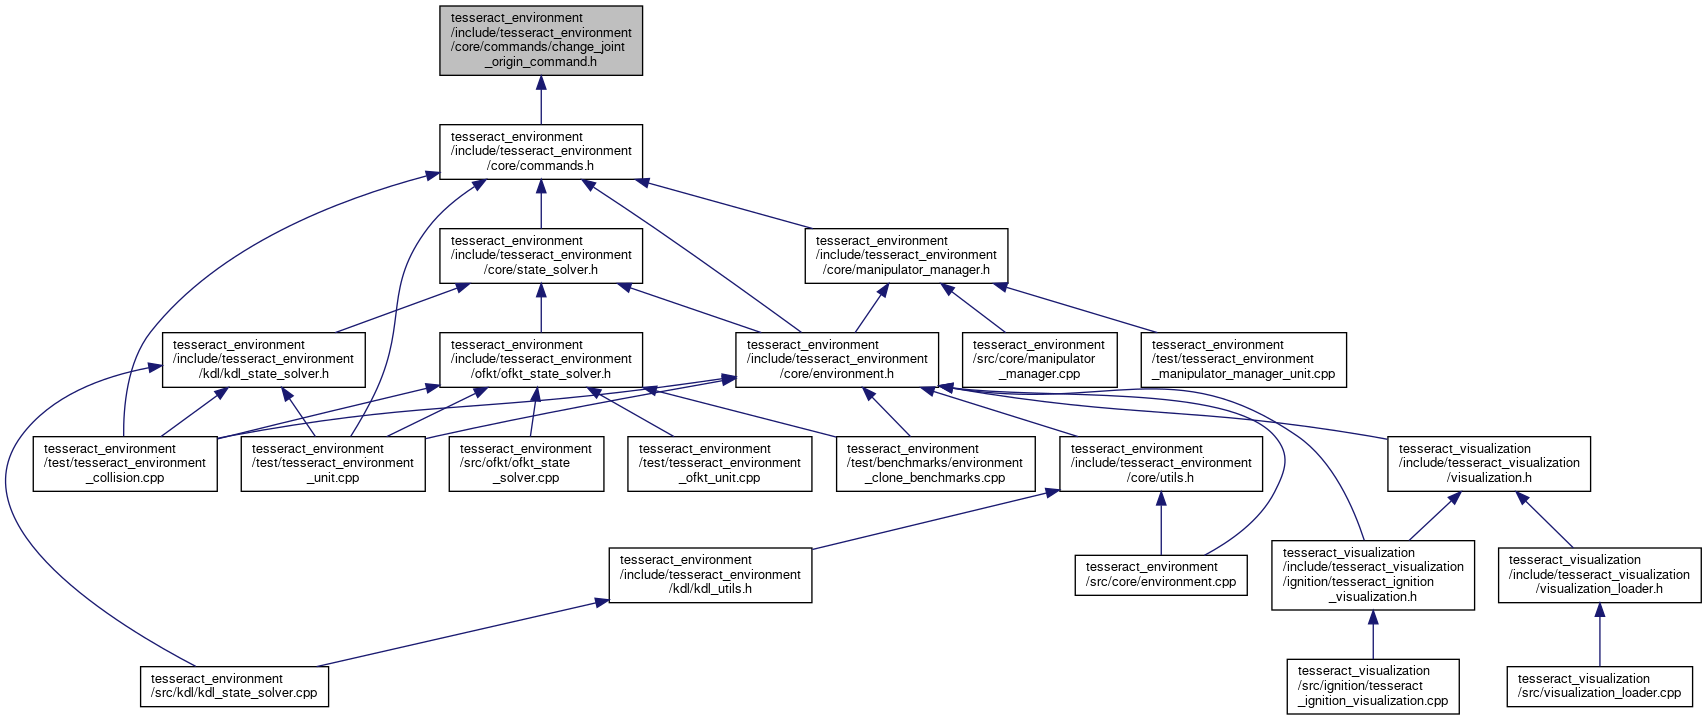 tesseract_environment
/include/tesseract_environment
/core/commands/change_joint
_origin_command.h
tesseract_environment
/include/tesseract_environment
/core/commands.h
tesseract_environment
/include/tesseract_environment
/core/state_solver.h
tesseract_environment
/include/tesseract_environment
/core/manipulator_manager.h
tesseract_environment
/include/tesseract_environment
/kdl/kdl_state_solver.h
tesseract_environment
/include/tesseract_environment
/ofkt/ofkt_state_solver.h
tesseract_environment
/include/tesseract_environment
/core/environment.h
tesseract_environment
/src/core/manipulator
_manager.cpp
tesseract_environment
/test/tesseract_environment
_manipulator_manager_unit.cpp
tesseract_environment
/test/tesseract_environment
_collision.cpp
tesseract_environment
/test/tesseract_environment
_unit.cpp
tesseract_environment
/src/ofkt/ofkt_state
_solver.cpp
tesseract_environment
/test/tesseract_environment
_ofkt_unit.cpp
tesseract_environment
/test/benchmarks/environment
_clone_benchmarks.cpp
tesseract_environment
/include/tesseract_environment
/core/utils.h
tesseract_visualization
/include/tesseract_visualization
/visualization.h
tesseract_environment
/include/tesseract_environment
/kdl/kdl_utils.h
tesseract_environment
/src/core/environment.cpp
tesseract_visualization
/include/tesseract_visualization
/ignition/tesseract_ignition
_visualization.h
tesseract_visualization
/include/tesseract_visualization
/visualization_loader.h
tesseract_environment
/src/kdl/kdl_state_solver.cpp
tesseract_visualization
/src/ignition/tesseract
_ignition_visualization.cpp
tesseract_visualization
/src/visualization_loader.cpp